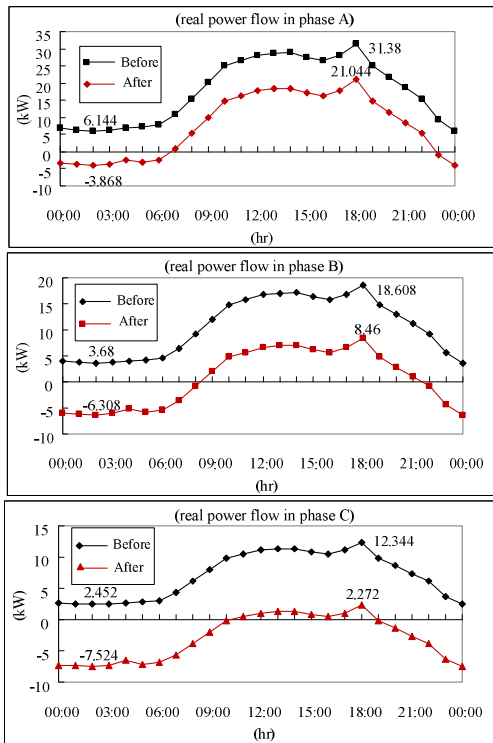 (real power flow in phase A)
35
30
25
20
15
10
5
0
-5
-10
(kW)
Before
After
31.38
21.044
6.144
-3.868
00:00 03:00 06:00 09:00 12:00 15:00 18:00 21:00 00:00
(hr)
(real power flow in phase B)
20
15
10
5
0
-5
-10
(kW)
Before
After
18.608
8.46
3.68
-6.308
00:00 03:00 06:00 09:00 12:00 15:00 18:00 21:00 00:00
(hr)
(real power flow in phase C)
15
10
5
0
-5
-10
(kW)
Before
After
12.344
2.272
2.452
-7.524
00:00 03:00 06:00 09:00 12:00 15:00 18:00 21:00 00:00
(hr)